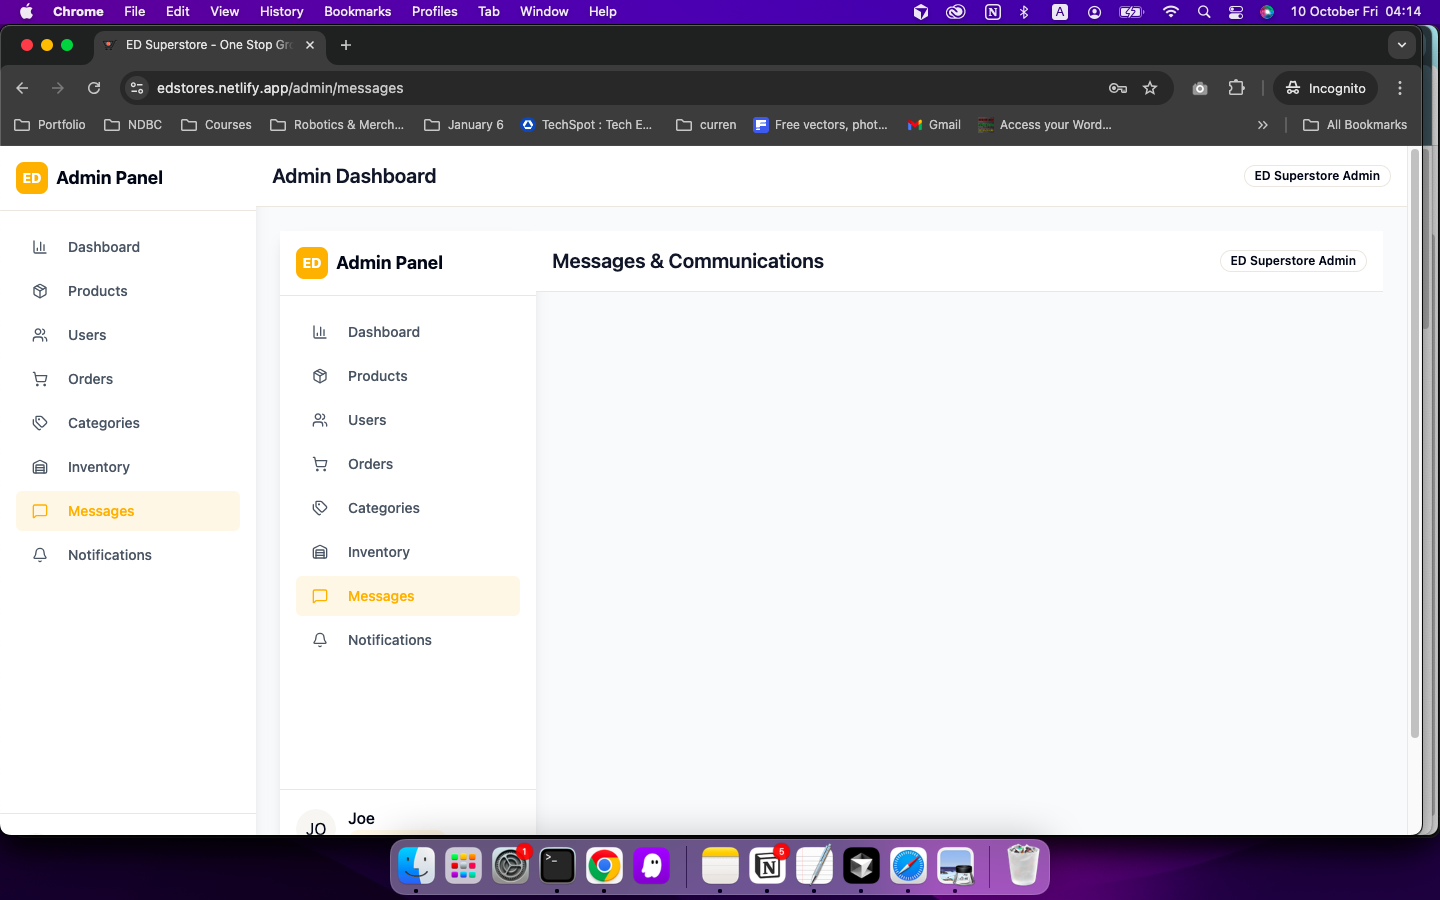 Chrome File Edit View History Bookmarks Profiles Tab Window Help A 10 October Fri 04:14
ED Superstore - One Stop Gr
edstores.netlify.app/admin/messages Incognito
Portfolio NDBC Courses Robotics & Merch... January 6 TechSpot : Tech E... curren Free vectors, phot... Gmail Access your Word... All Bookmarks
ED Admin Panel
Admin Dashboard
ED Superstore Admin
Dashboard
Products
Users
Orders
Categories
Inventory
Messages
Notifications
ED Admin Panel
Messages & Communications
ED Superstore Admin
Dashboard
Products
Users
Orders
Categories
Inventory
Messages
Notifications
JO Joe
1
5